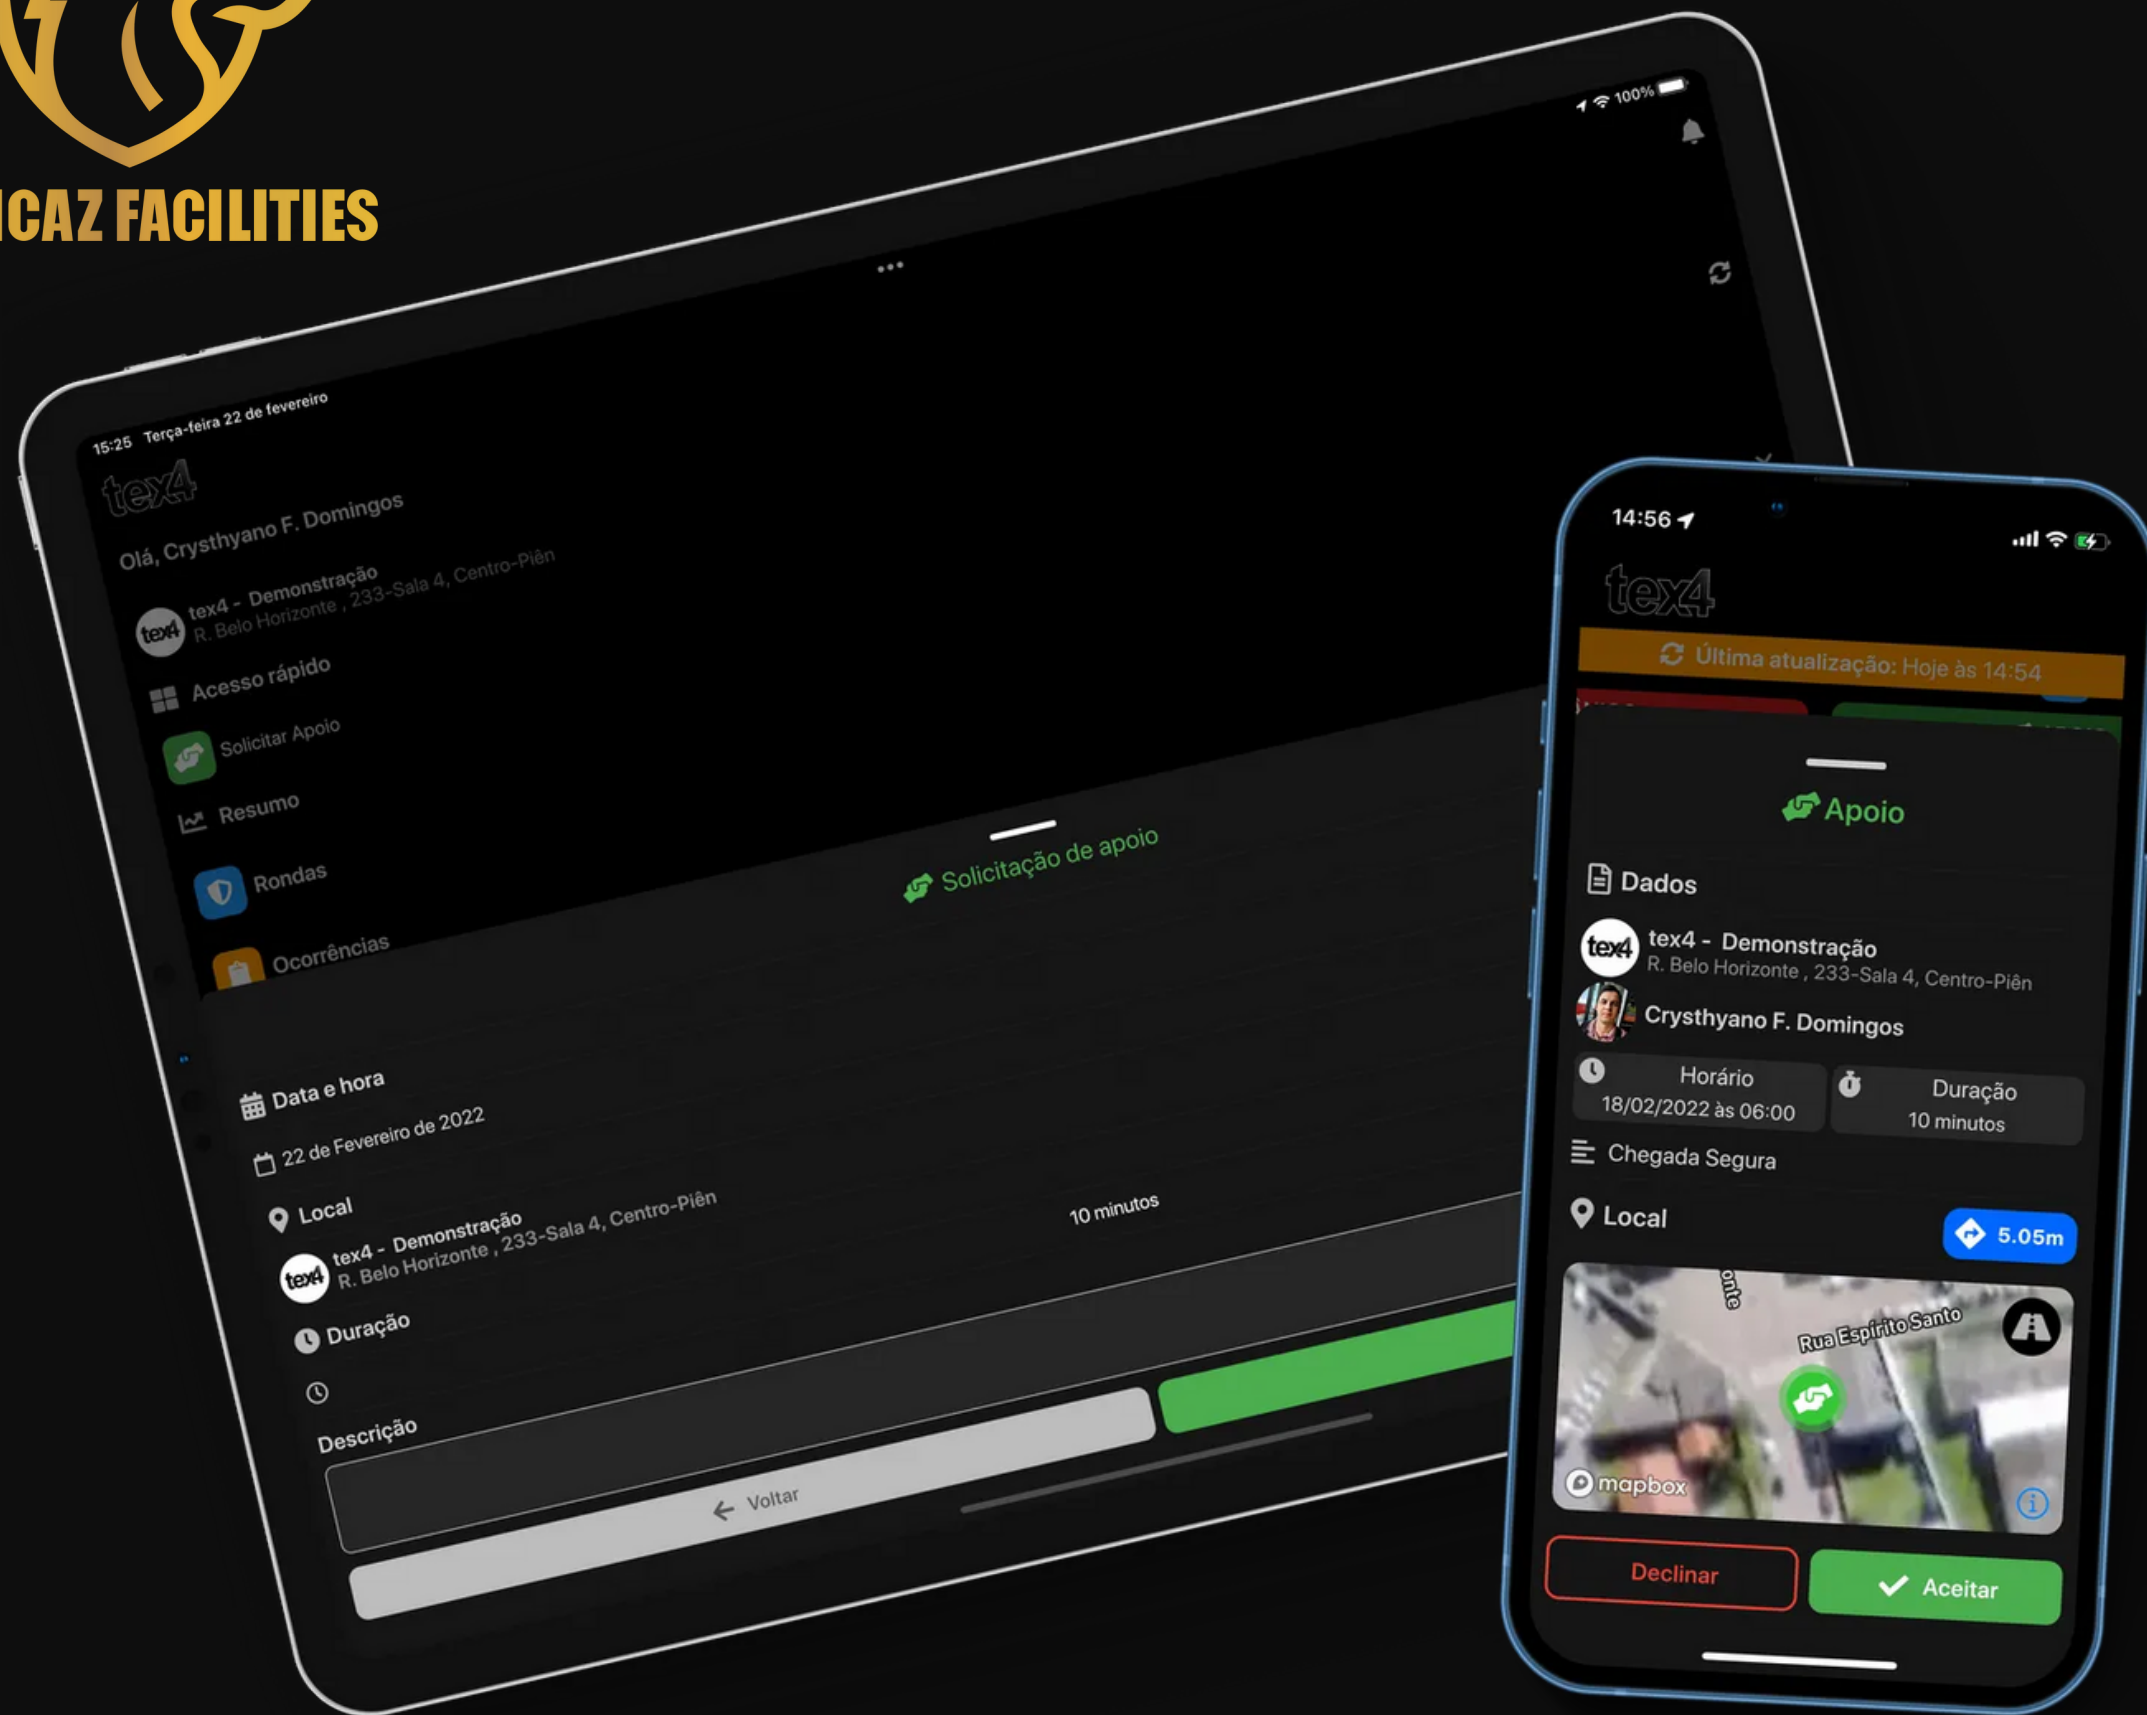 FACILITIES
15:25 Terça-feira 22 de fevereiro
100%
tex4
Olá, Crysthyano F. Domingos
tex4
tex4 - Demonstração
R. Belo Horizonte , 233-Sala 4, Centro-Piên
Acesso rápido
Solicitar Apoio
Resumo
Rondas
Ocorrências
Solicitação de apoio
Data e hora
22 de Fevereiro de 2022
Local
tex4
tex4 - Demonstração
R. Belo Horizonte , 233-Sala 4, Centro-Piên
Duração
10 minutos
Descrição
Voltar
14:56
tex4
Última atualização: Hoje às 14:54
Apoio
Dados
tex4
tex4 - Demonstração
R. Belo Horizonte , 233-Sala 4, Centro-Piên
Crysthyano F. Domingos
Horário
18/02/2022 às 06:00
Duração
10 minutos
Chegada Segura
Local
5.05m
Rua Espírito Santo
mapbox
Declinar
Aceitar